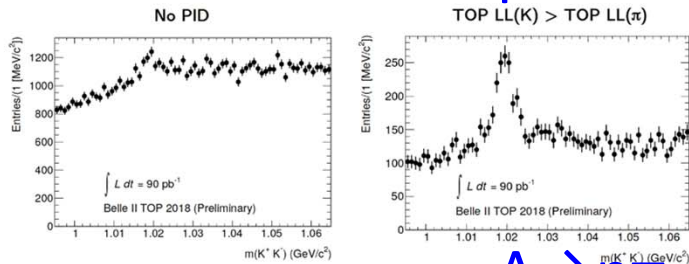 No PID
TOP LL(K) > TOP LL(π)
Entries/(1 [MeV/c²])
1200
1000
800
600
400
200
0
∫ L dt = 90 pb⁻¹
Belle II TOP 2018 (Preliminary)
1
1.01
1.02
1.03
1.04
1.05
1.06
m(K⁺ K⁻) (GeV/c²)
Entries/(1 [MeV/c²])
250
200
150
100
50
0
∫ L dt = 90 pb⁻¹
Belle II TOP 2018 (Preliminary)
1
1.01
1.02
1.03
1.04
1.05
1.06
m(K⁺ K⁻) (GeV/c²)